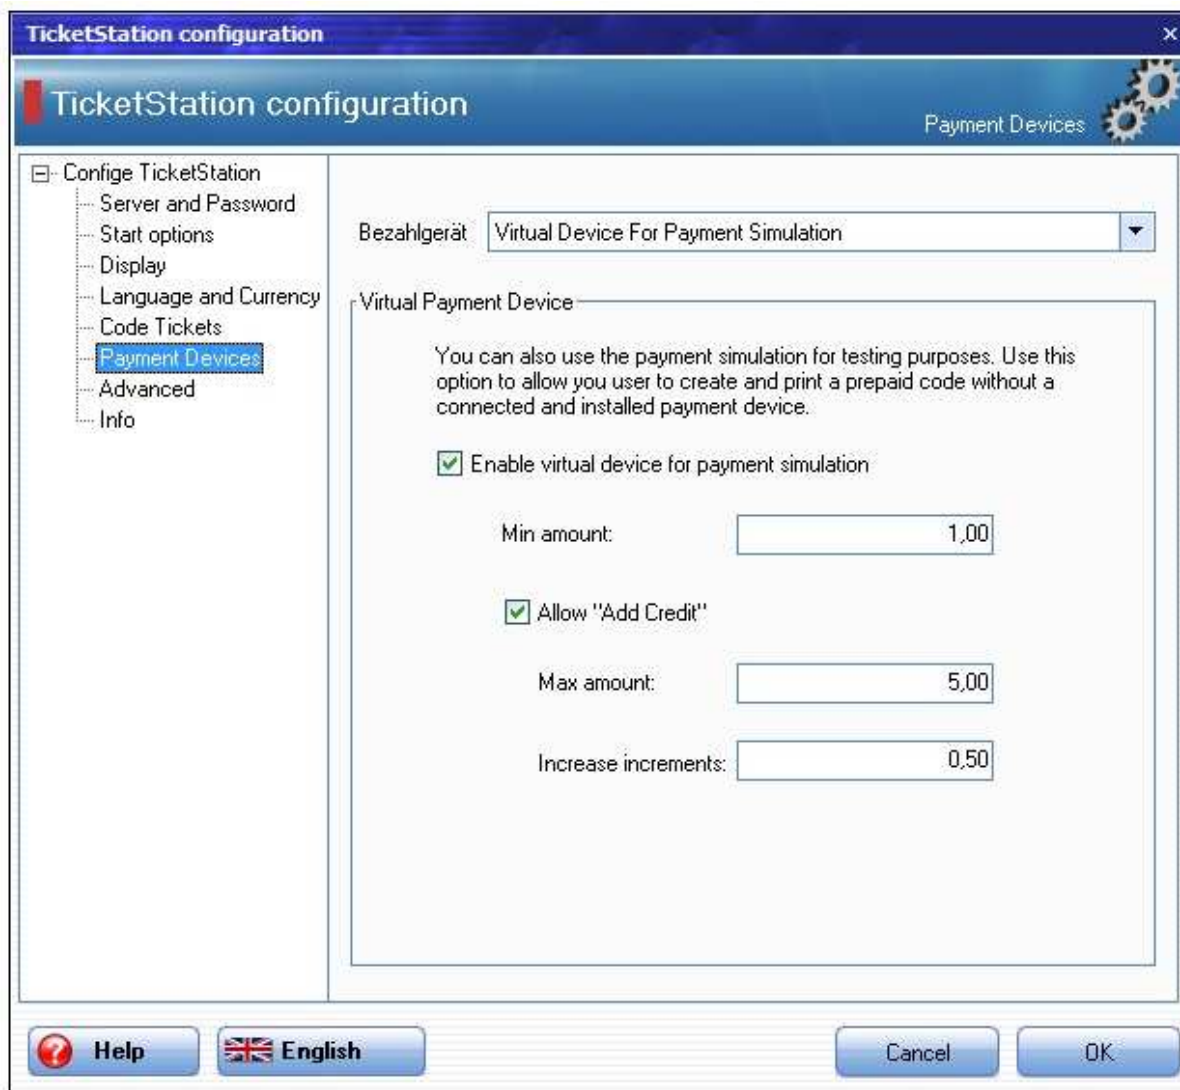 TicketStation configuration
TicketStation configuration
Payment Devices
Confige TicketStation
Server and Password
Start options
Display
Language and Currency
Code Tickets
Payment Devices
Advanced
Info
Bezahlgerät Virtual Device For Payment Simulation
Virtual Payment Device
You can also use the payment simulation for testing purposes. Use this
option to allow you user to create and print a prepaid code without a
connected and installed payment device.
Enable virtual device for payment simulation
Min amount: 1,00
Allow "Add Credit"
Max amount: 5,00
Increase increments: 0,50
Help English Cancel OK